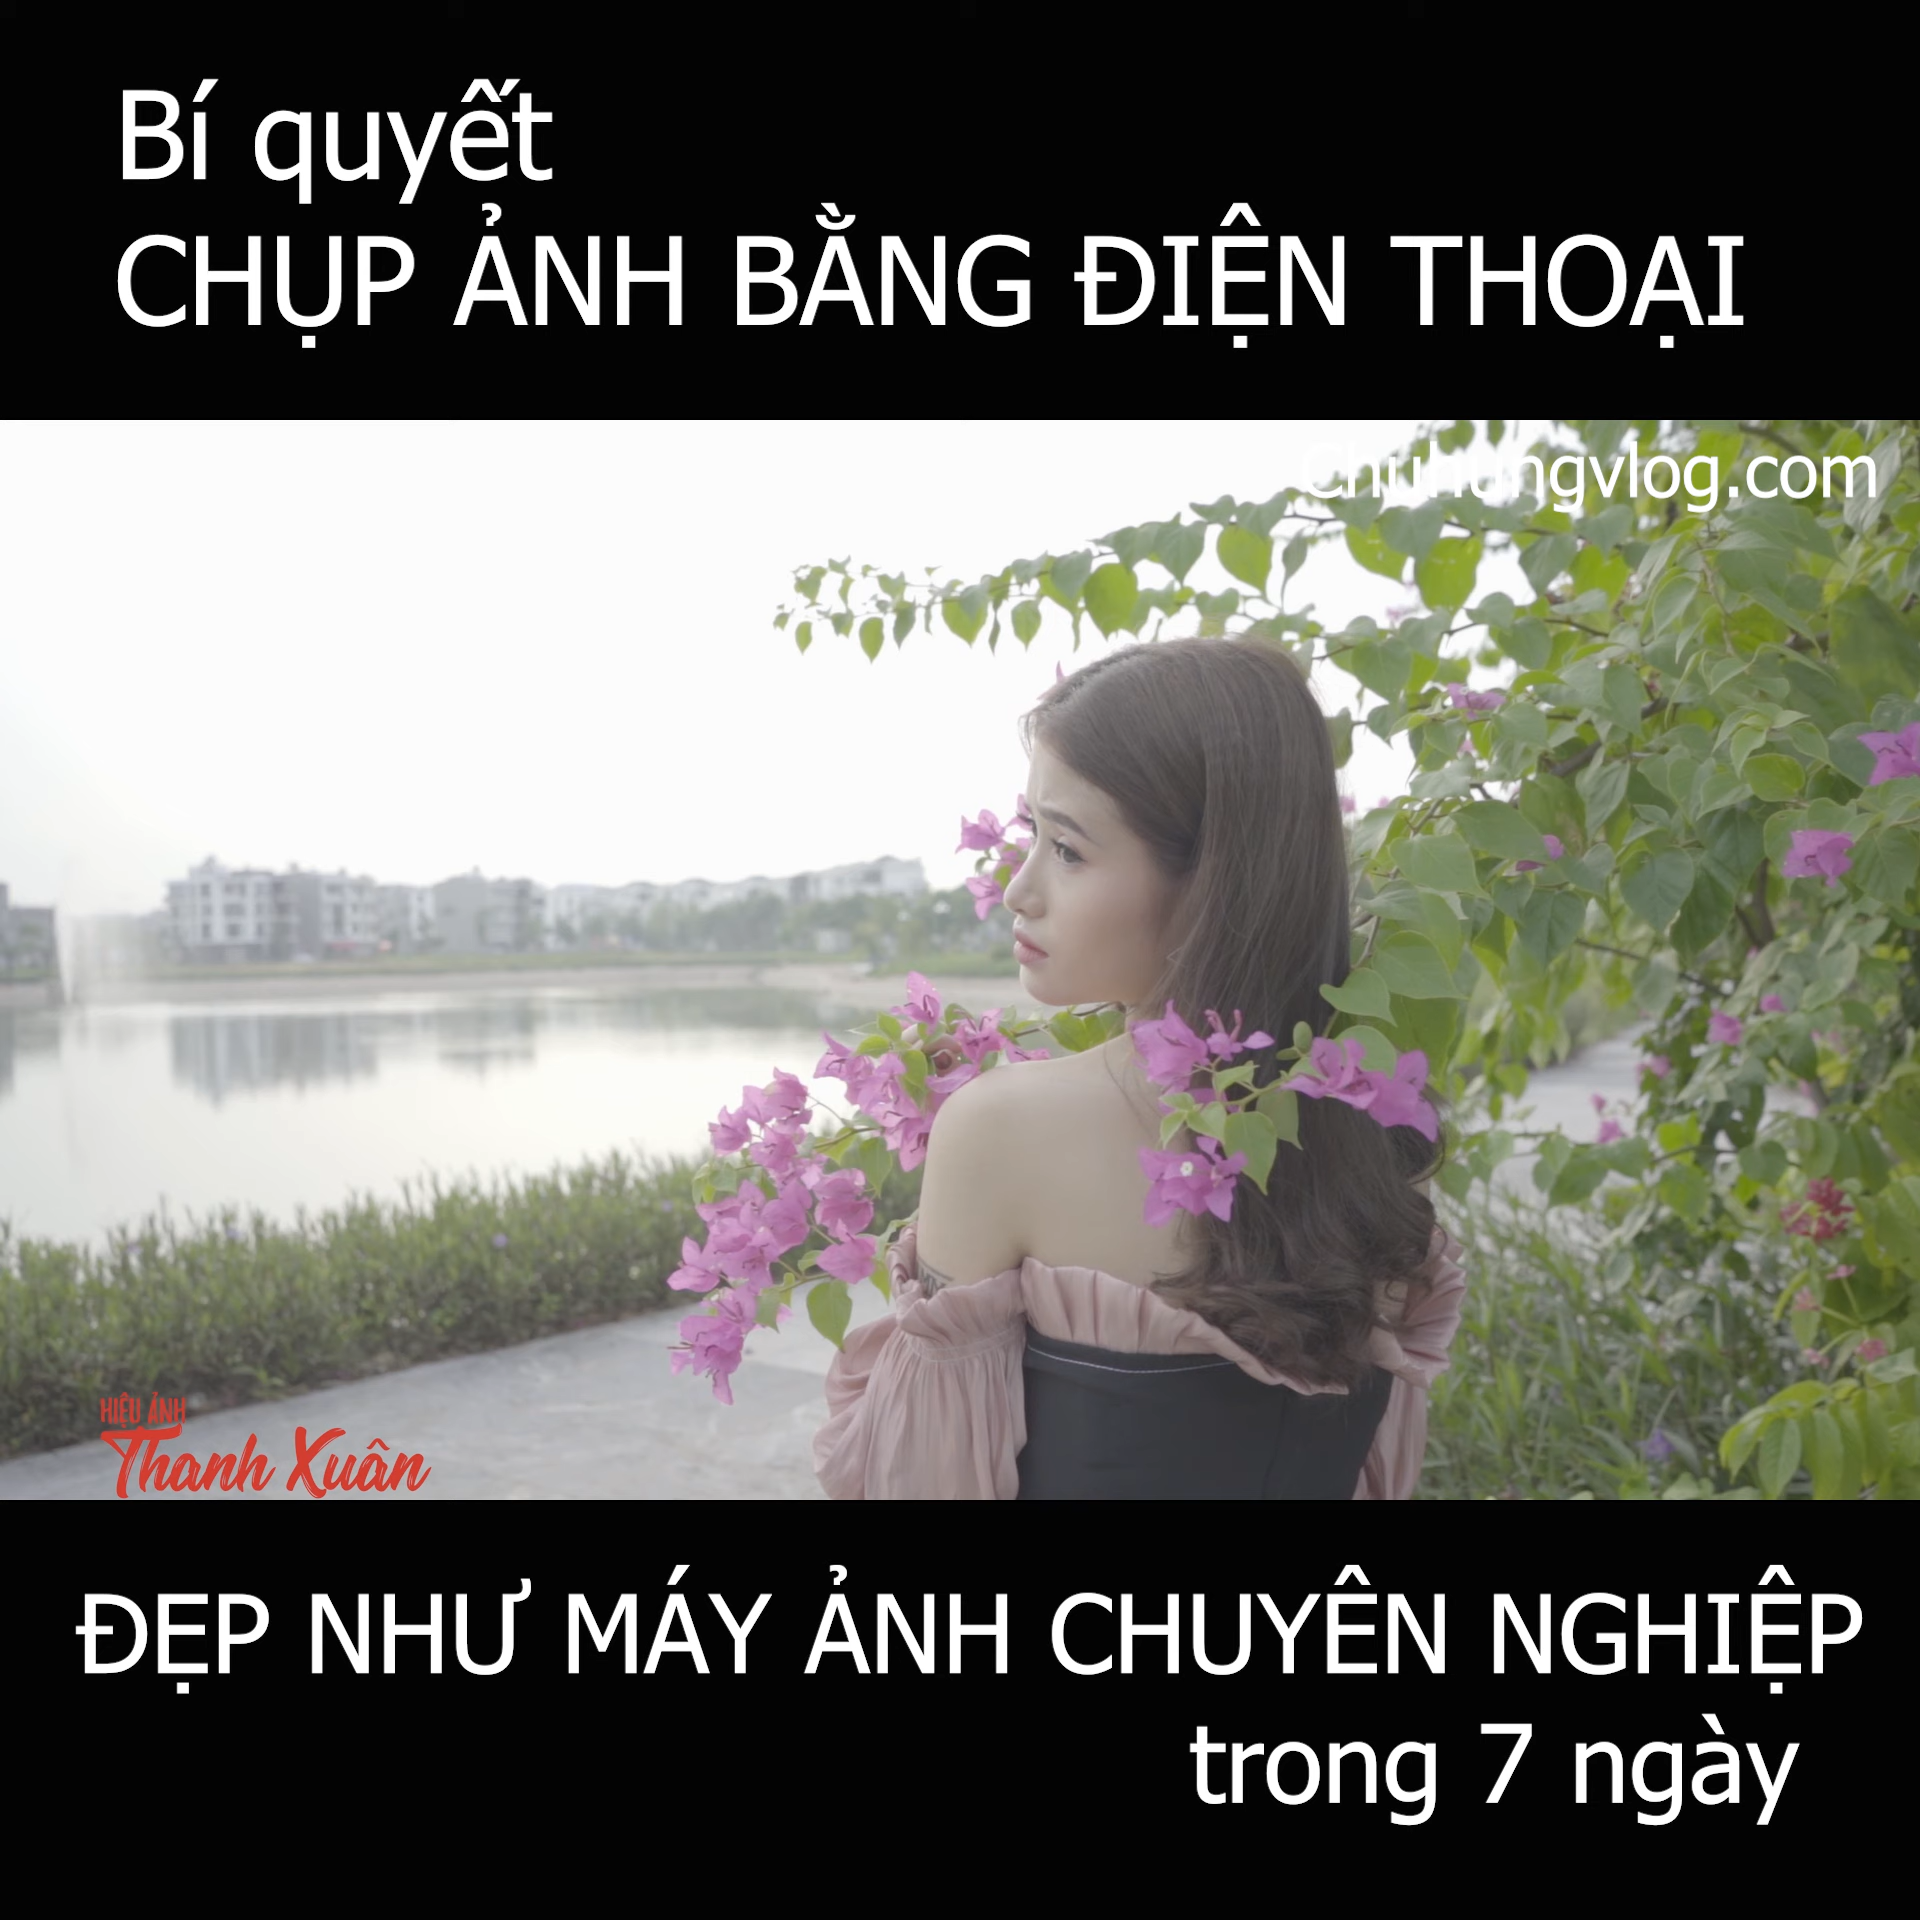 Bí quyết
CHỤP ẢNH BẰNG ĐIỆN THOẠI
Chuhungvlog.com
HIỆU ẢNH
Thanh Xuân
ĐẸP NHƯ MÁY ẢNH CHUYÊN NGHIỆP
trong 7 ngày